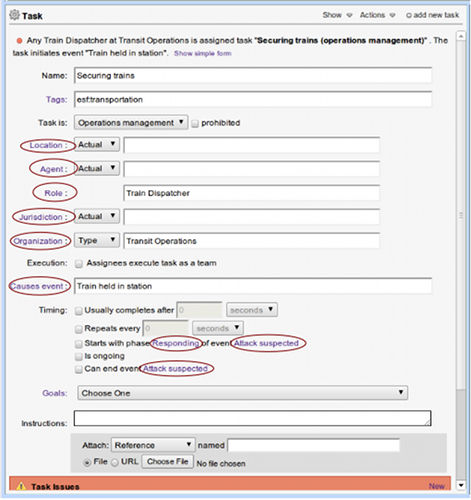 Task Show Actions add new task
Any Train Dispatcher at Transit Operations is assigned task "Securing trains (operations management)" . The
task initiates event "Train held in station". Show simple form
Name: Securing trains
Tags: esf:transportation
Task is: Operations management prohibited
Location : Actual
Agent : Actual
Role : Train Dispatcher
Jurisdiction : Actual
Organization : Type Transit Operations
Execution: Assignees execute task as a team
Causes event : Train held in station
Timing: Usually completes after 0 seconds
Repeats every 0 seconds
Starts with phase Responding of event Attack suspected
Is ongoing
Can end event Attack suspected
Goals: Choose One
Instructions:
Attach: Reference named
File URL Choose File No file chosen
Task Issues New